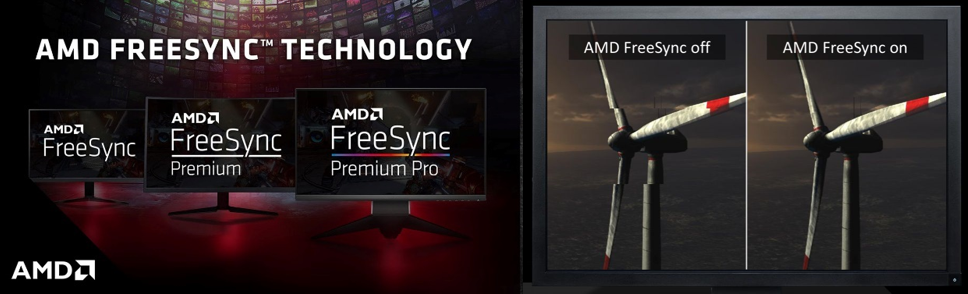 AMD FREESYNC™ TECHNOLOGY
AMD
FreeSync
AMD
FreeSync
Premium
AMD
FreeSync
Premium Pro
AMD
AMD FreeSync off
AMD FreeSync on